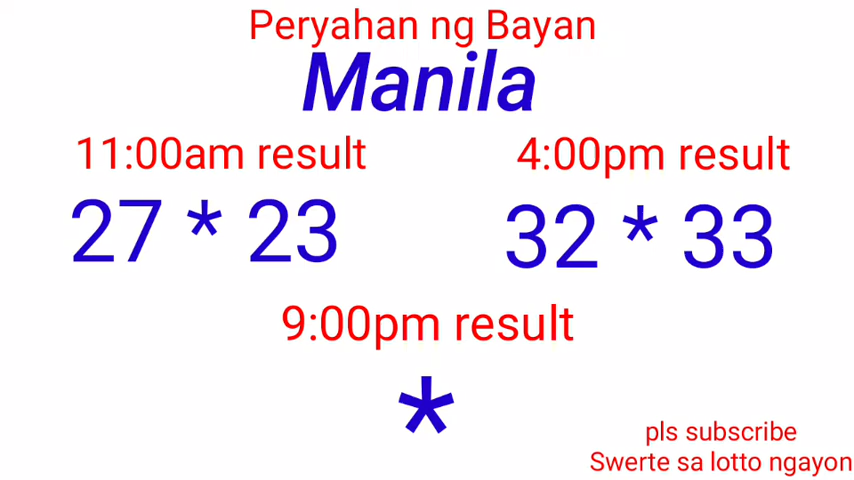 Peryahan ng Bayan
Manila
11:00am result
4:00pm result
27 * 23
32 * 33
9:00pm result
*
pls subscribe
Swerte sa lotto ngayon